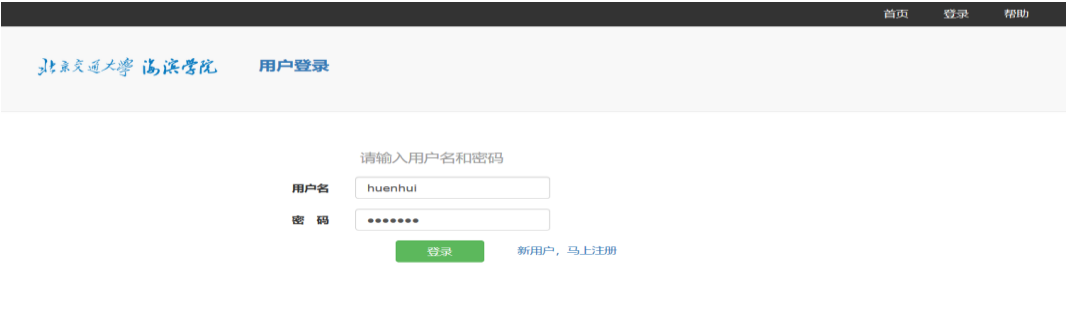 首页 登录 帮助
北京交通大学 海滨学院 用户登录
请输入用户名和密码
用户名 huenhui
密 码 •••••••
登录 新用户，马上注册